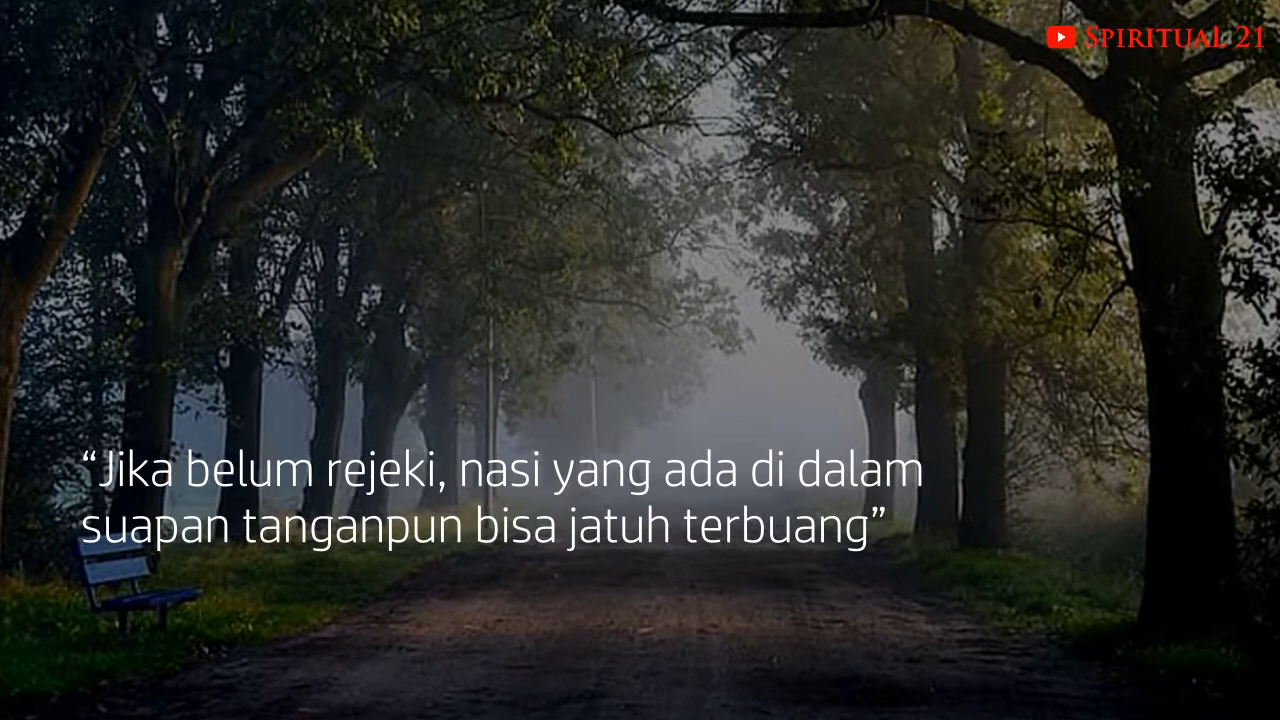 Spiritual 21
“Jika belum rejeki, nasi yang ada di dalam
suapan tanganpun bisa jatuh terbuang”